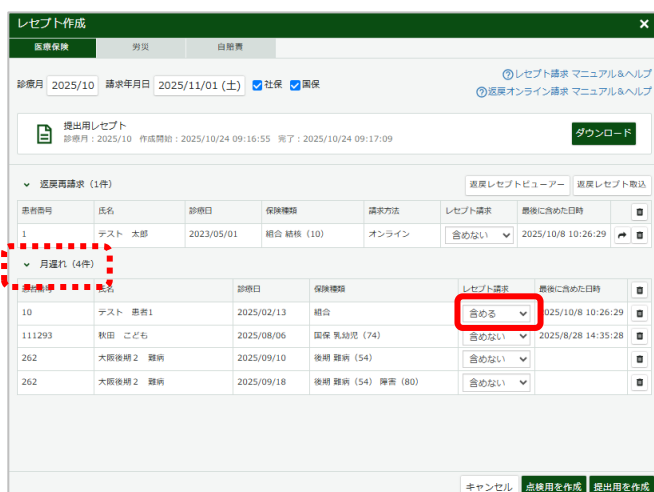 レセプト作成 ×
医療保険 労災 自賠責
診療月 2025/10 請求年月日 2025/11/01 (土) 社保 国保
レセプト請求 マニュアル&ヘルプ
返戻オンライン請求 マニュアル&ヘルプ
提出用レセプト
診療月:2025/10 作成開始:2025/10/24 09:16:55 完了:2025/10/24 09:17:09
ダウンロード
返戻再請求(1件) 返戻レセプトビューアー 返戻レセプト取込
患者番号 氏名 診療日 保険種類 請求方法 レセプト請求 最後に含めた日時
1 テスト 太郎 2023/05/01 組合 結核(10) オンライン 含めない 2025/10/8 10:26:29
月遅れ(4件)
患者番号 氏名 診療日 保険種類 レセプト請求 最後に含めた日時
10 テスト 患者1 2025/02/13 組合 含める 2025/10/8 10:26:29
111293 秋田 こども 2025/08/06 国保 乳幼児(74) 含めない 2025/8/28 14:35:28
262 大阪後期2 難病 2025/09/10 後期 難病(54) 含めない
262 大阪後期2 難病 2025/09/18 後期 難病(54) 障害(80) 含めない
キャンセル 点検用を作成 提出用を作成